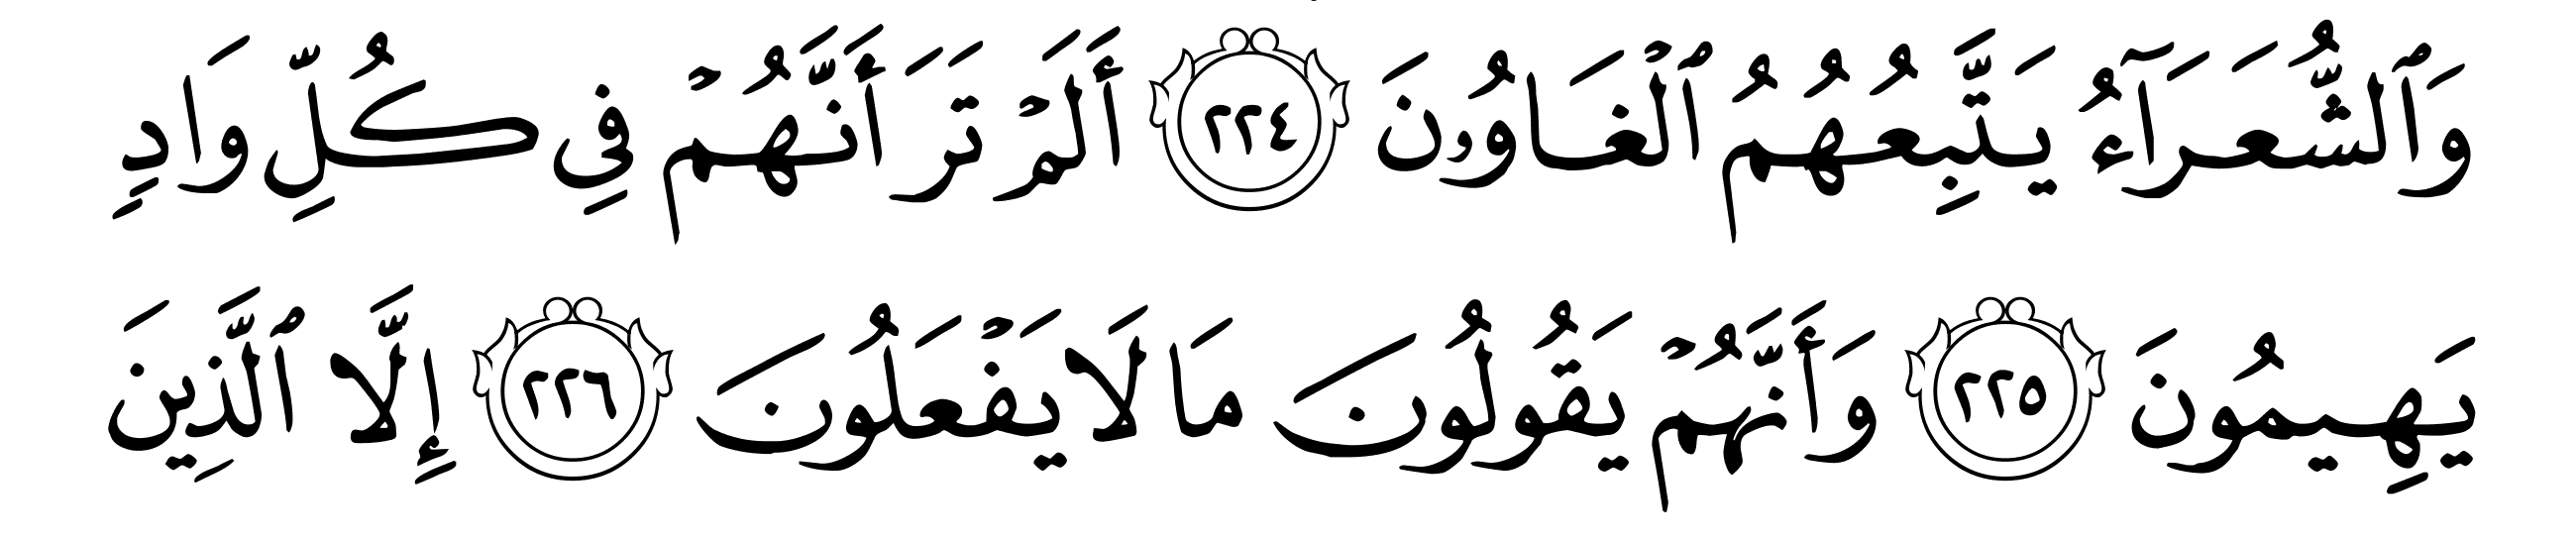 وَٱلشُّعَرَآءُ يَتَّبِعُهُمُ ٱلْغَاوُۥنَ ٢٢٤ أَلَمْ تَرَ أَنَّهُمْ فِي كُلِّ وَادٍ
يَهِيمُونَ ٢٢٥ وَأَنَّهُمْ يَقُولُونَ مَا لَا يَفْعَلُونَ ٢٢٦ إِلَّا ٱلَّذِينَ